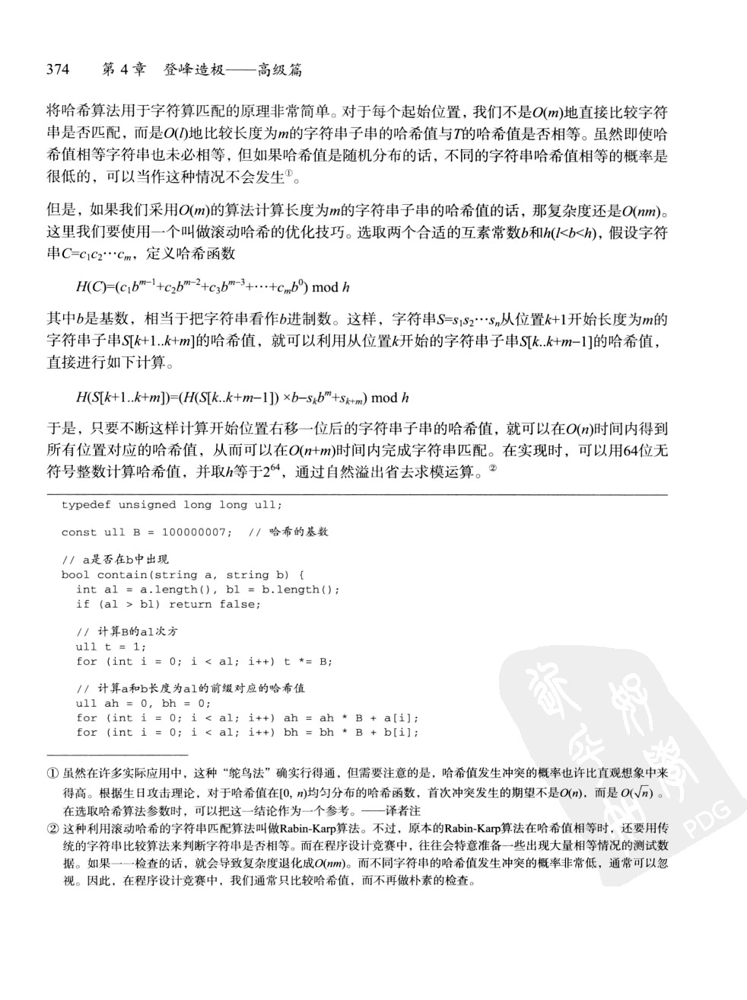 374 第 4 章 登峰造极——高级篇
将哈希算法用于字符算匹配的原理非常简单。对于每个起始位置，我们不是O(m)地直接比较字符
串是否匹配，而是O(l)地比较长度为m的字符串子串的哈希值与T的哈希值是否相等。虽然即使哈
希值相等字符串也未必相等，但如果哈希值是随机分布的话，不同的字符串哈希值相等的概率是
很低的，可以当作这种情况不会发生①。
但是，如果我们采用O(m)的算法计算长度为m的字符串子串的哈希值的话，那复杂度还是O(nm)。
这里我们要使用一个叫做滚动哈希的优化技巧。选取两个合适的互素常数b和h(l<b<h)，假设字符
串C=c₁c₂⋯cₘ，定义哈希函数
H(C)=(c₁bᵐ⁻¹+c₂bᵐ⁻²+c₃bᵐ⁻³+⋯+cₘb⁰) mod h
其中b是基数，相当于把字符串看作b进制数。这样，字符串S=s₁s₂⋯sₙ从位置k+1开始长度为m的
字符串子串S[k+1..k+m]的哈希值，就可以利用从位置k开始的字符串子串S[k..k+m−1]的哈希值，
直接进行如下计算。
H(S[k+1..k+m])=(H(S[k..k+m−1]) ×b−sₖbᵐ+sₖ₊ₘ) mod h
于是，只要不断这样计算开始位置右移一位后的字符串子串的哈希值，就可以在O(n)时间内得到
所有位置对应的哈希值，从而可以在O(n+m)时间内完成字符串匹配。在实现时，可以用64位无
符号整数计算哈希值，并取h等于2⁶⁴，通过自然溢出省去求模运算。②
typedef unsigned long long ull;
const ull B = 100000007; // 哈希的基数
// a是否在b中出现
bool contain(string a, string b) {
int al = a.length(), bl = b.length();
if (al > bl) return false;
// 计算B的al次方
ull t = 1;
for (int i = 0; i < al; i++) t *= B;
// 计算a和b长度为al的前缀对应的哈希值
ull ah = 0, bh = 0;
for (int i = 0; i < al; i++) ah = ah * B + a[i];
for (int i = 0; i < al; i++) bh = bh * B + b[i];
① 虽然在许多实际应用中，这种“鸵鸟法”确实行得通，但需要注意的是，哈希值发生冲突的概率也许比直观想象中来
得高。根据生日攻击理论，对于哈希值在[0, n)均匀分布的哈希函数，首次冲突发生的期望不是O(n)，而是 O(√n) 。
在选取哈希算法参数时，可以把这一结论作为一个参考。——译者注
② 这种利用滚动哈希的字符串匹配算法叫做Rabin-Karp算法。不过，原本的Rabin-Karp算法在哈希值相等时，还要用传
统的字符串比较算法来判断字符串是否相等。而在程序设计竞赛中，往往会特意准备一些出现大量相等情况的测试数
据。如果一一检查的话，就会导致复杂度退化成O(nm)。而不同字符串的哈希值发生冲突的概率非常低，通常可以忽
视。因此，在程序设计竞赛中，我们通常只比较哈希值，而不再做朴素的检查。
PDG